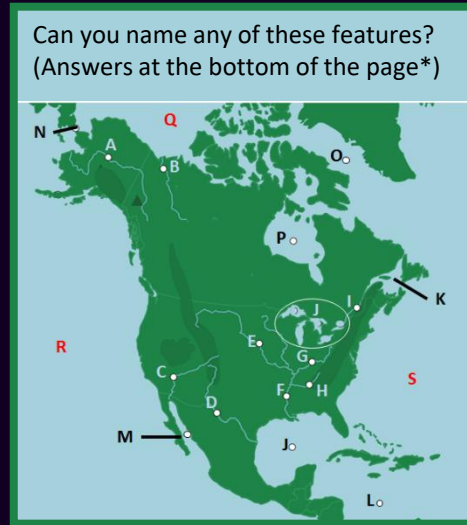 Can you name any of these features?
(Answers at the bottom of the page*)
Q
N
A
B
O
P
K
I
J
R
E
G
S
C
F
H
D
M
J
L